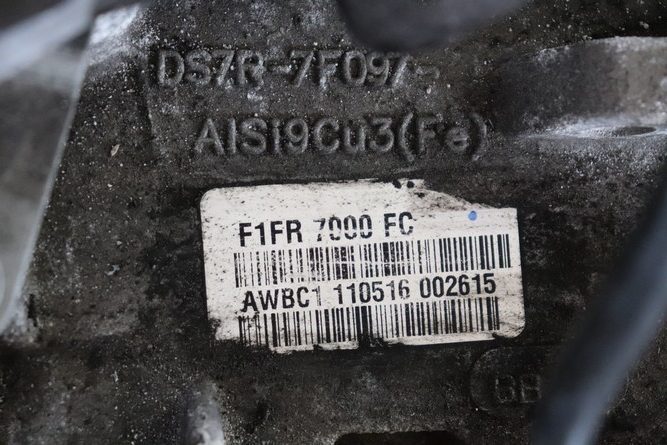 DS7R-7F097-
AlSi9Cu3(Fe)
F1FR 7000 FC
AWBC1 110516 002615